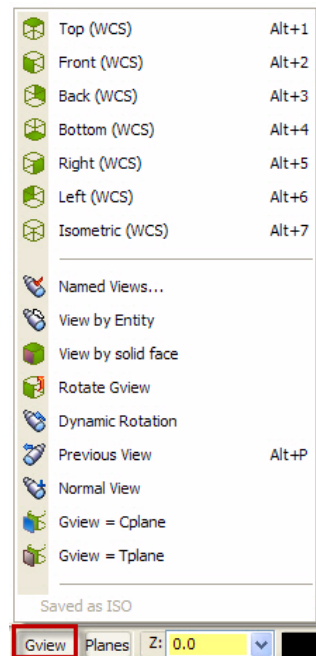 Top (WCS) Alt+1
Front (WCS) Alt+2
Back (WCS) Alt+3
Bottom (WCS) Alt+4
Right (WCS) Alt+5
Left (WCS) Alt+6
Isometric (WCS) Alt+7
Named Views...
View by Entity
View by solid face
Rotate Gview
Dynamic Rotation
Previous View Alt+P
Normal View
Gview = Cplane
Gview = Tplane
Saved as ISO
Gview Planes Z: 0.0